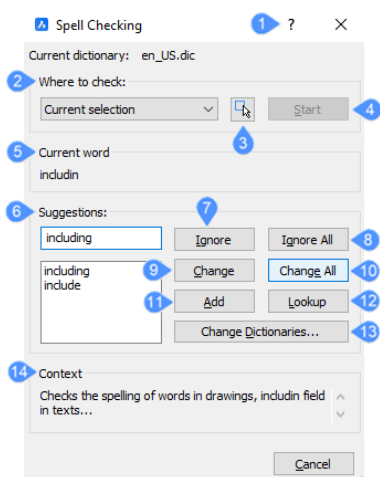 Spell Checking 1 ? ×
Current dictionary: en_US.dic
2 Where to check:
Current selection Start 4
3
5 Current word
includin
7
6 Suggestions:
including Ignore Ignore All 8
including 9 Change Change All 10
include
11 Add Lookup 12
Change Dictionaries... 13
14 Context
Checks the spelling of words in drawings, includin field
in texts...
Cancel